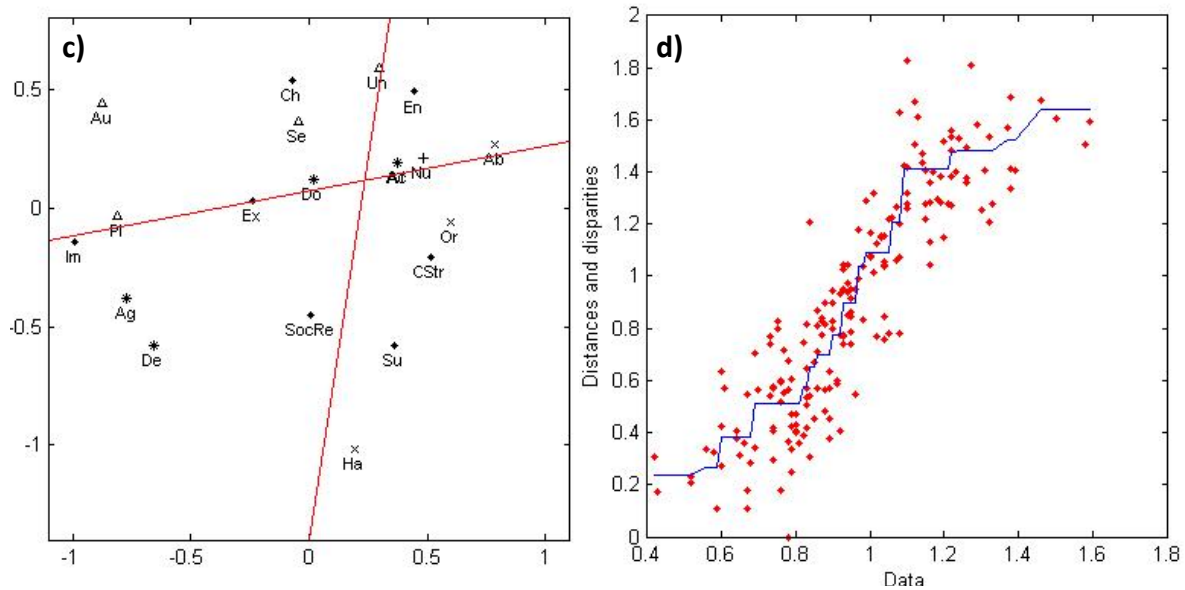 c)
0.5
0
-0.5
-1
-1
-0.5
0
0.5
1
Au
Ch
Se
Un
En
Ab
Nu
Do
Ex
Pl
Im
Or
CStr
Ag
De
SocRe
Su
Ha
d)
Distances and disparities
2
1.8
1.6
1.4
1.2
1
0.8
0.6
0.4
0.2
0
0.4
0.6
0.8
1
1.2
1.4
1.6
1.8
Data